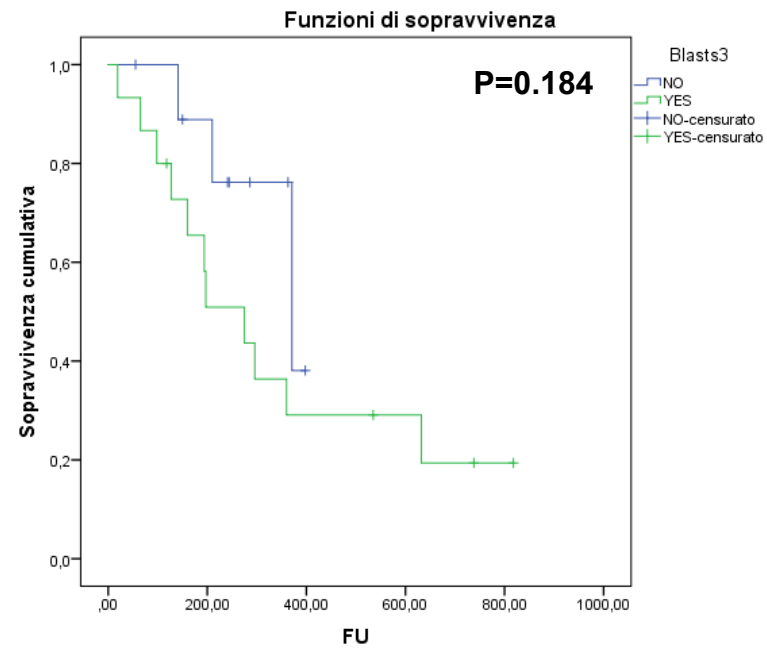 Funzioni di sopravvivenza
P=0.184
Blasts3
NO
YES
NO-censurato
YES-censurato
Sopravvivenza cumulativa
1,0
0,8
0,6
0,4
0,2
0,0
,00 200,00 400,00 600,00 800,00 1000,00
FU